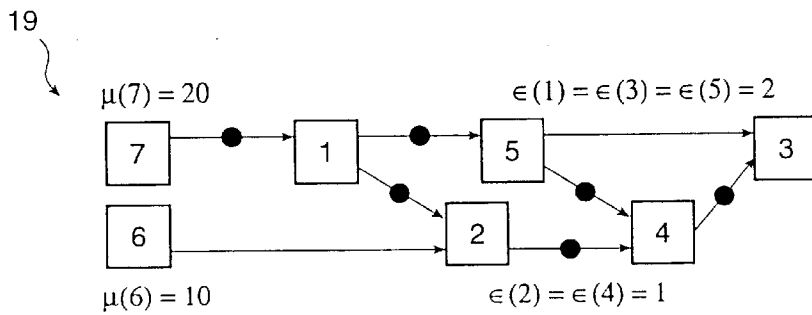 19
μ(7) = 20
∈(1) = ∈(3) = ∈(5) = 2
7
1
5
3
6
2
4
μ(6) = 10
∈(2) = ∈(4) = 1